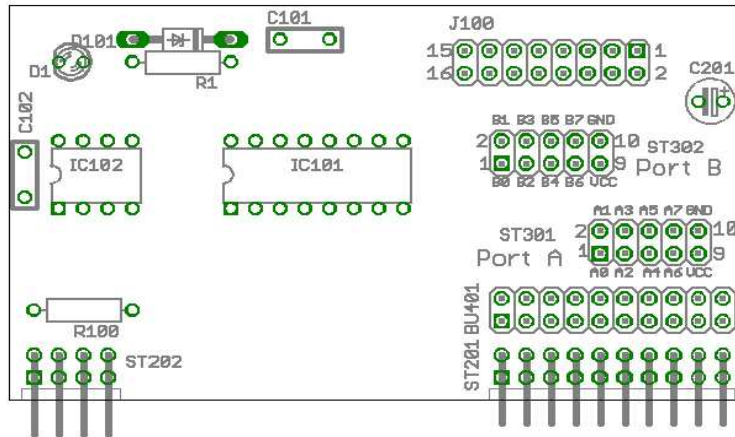 C101
D101
J100
15 1
16 2
D1
R1
C201
+
C102
B1 B3 B5 B7 GND
2 10
ST302
IC102
IC101
1 9
Port B
B0 B2 B4 B6 VCC
A1 A3 A5 A7 GND
2 10
ST301
1 9
Port A
A0 A2 A4 A6 VCC
BU401
R100
ST202
ST201